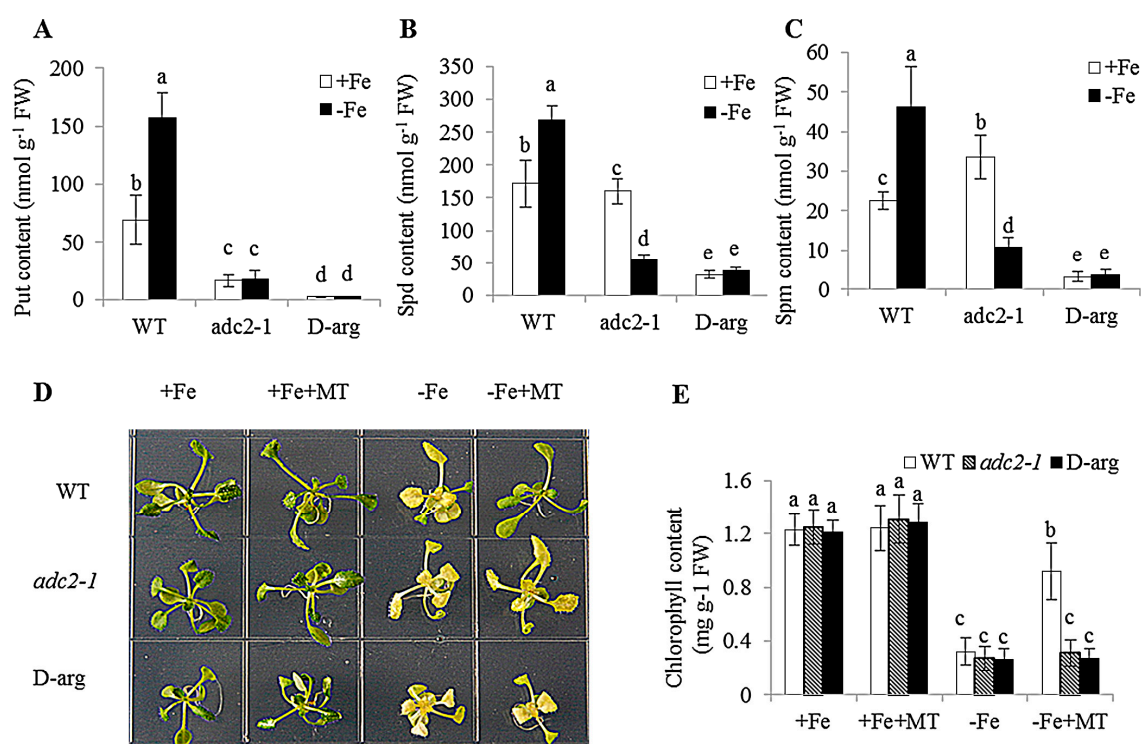 A
Put content (nmol g-1 FW)
200
150
100
50
0
+Fe
-Fe
b
a
c
c
d
d
WT
adc2-1
D-arg
B
Spd content (nmol g-1 FW)
350
300
250
200
150
100
50
0
+Fe
-Fe
b
a
c
d
e
e
WT
adc2-1
D-arg
C
Spm content (nmol g-1 FW)
60
50
40
30
20
10
0
+Fe
-Fe
c
a
b
d
e
e
WT
adc2-1
D-arg
D
+Fe +Fe+MT -Fe -Fe+MT
WT
adc2-1
D-arg
E
Chlorophyll content
(mg g-1 FW)
1.6
1.2
0.8
0.4
0
WT adc2-1 D-arg
a a a
a a a
c c c
b c c
+Fe +Fe+MT -Fe -Fe+MT